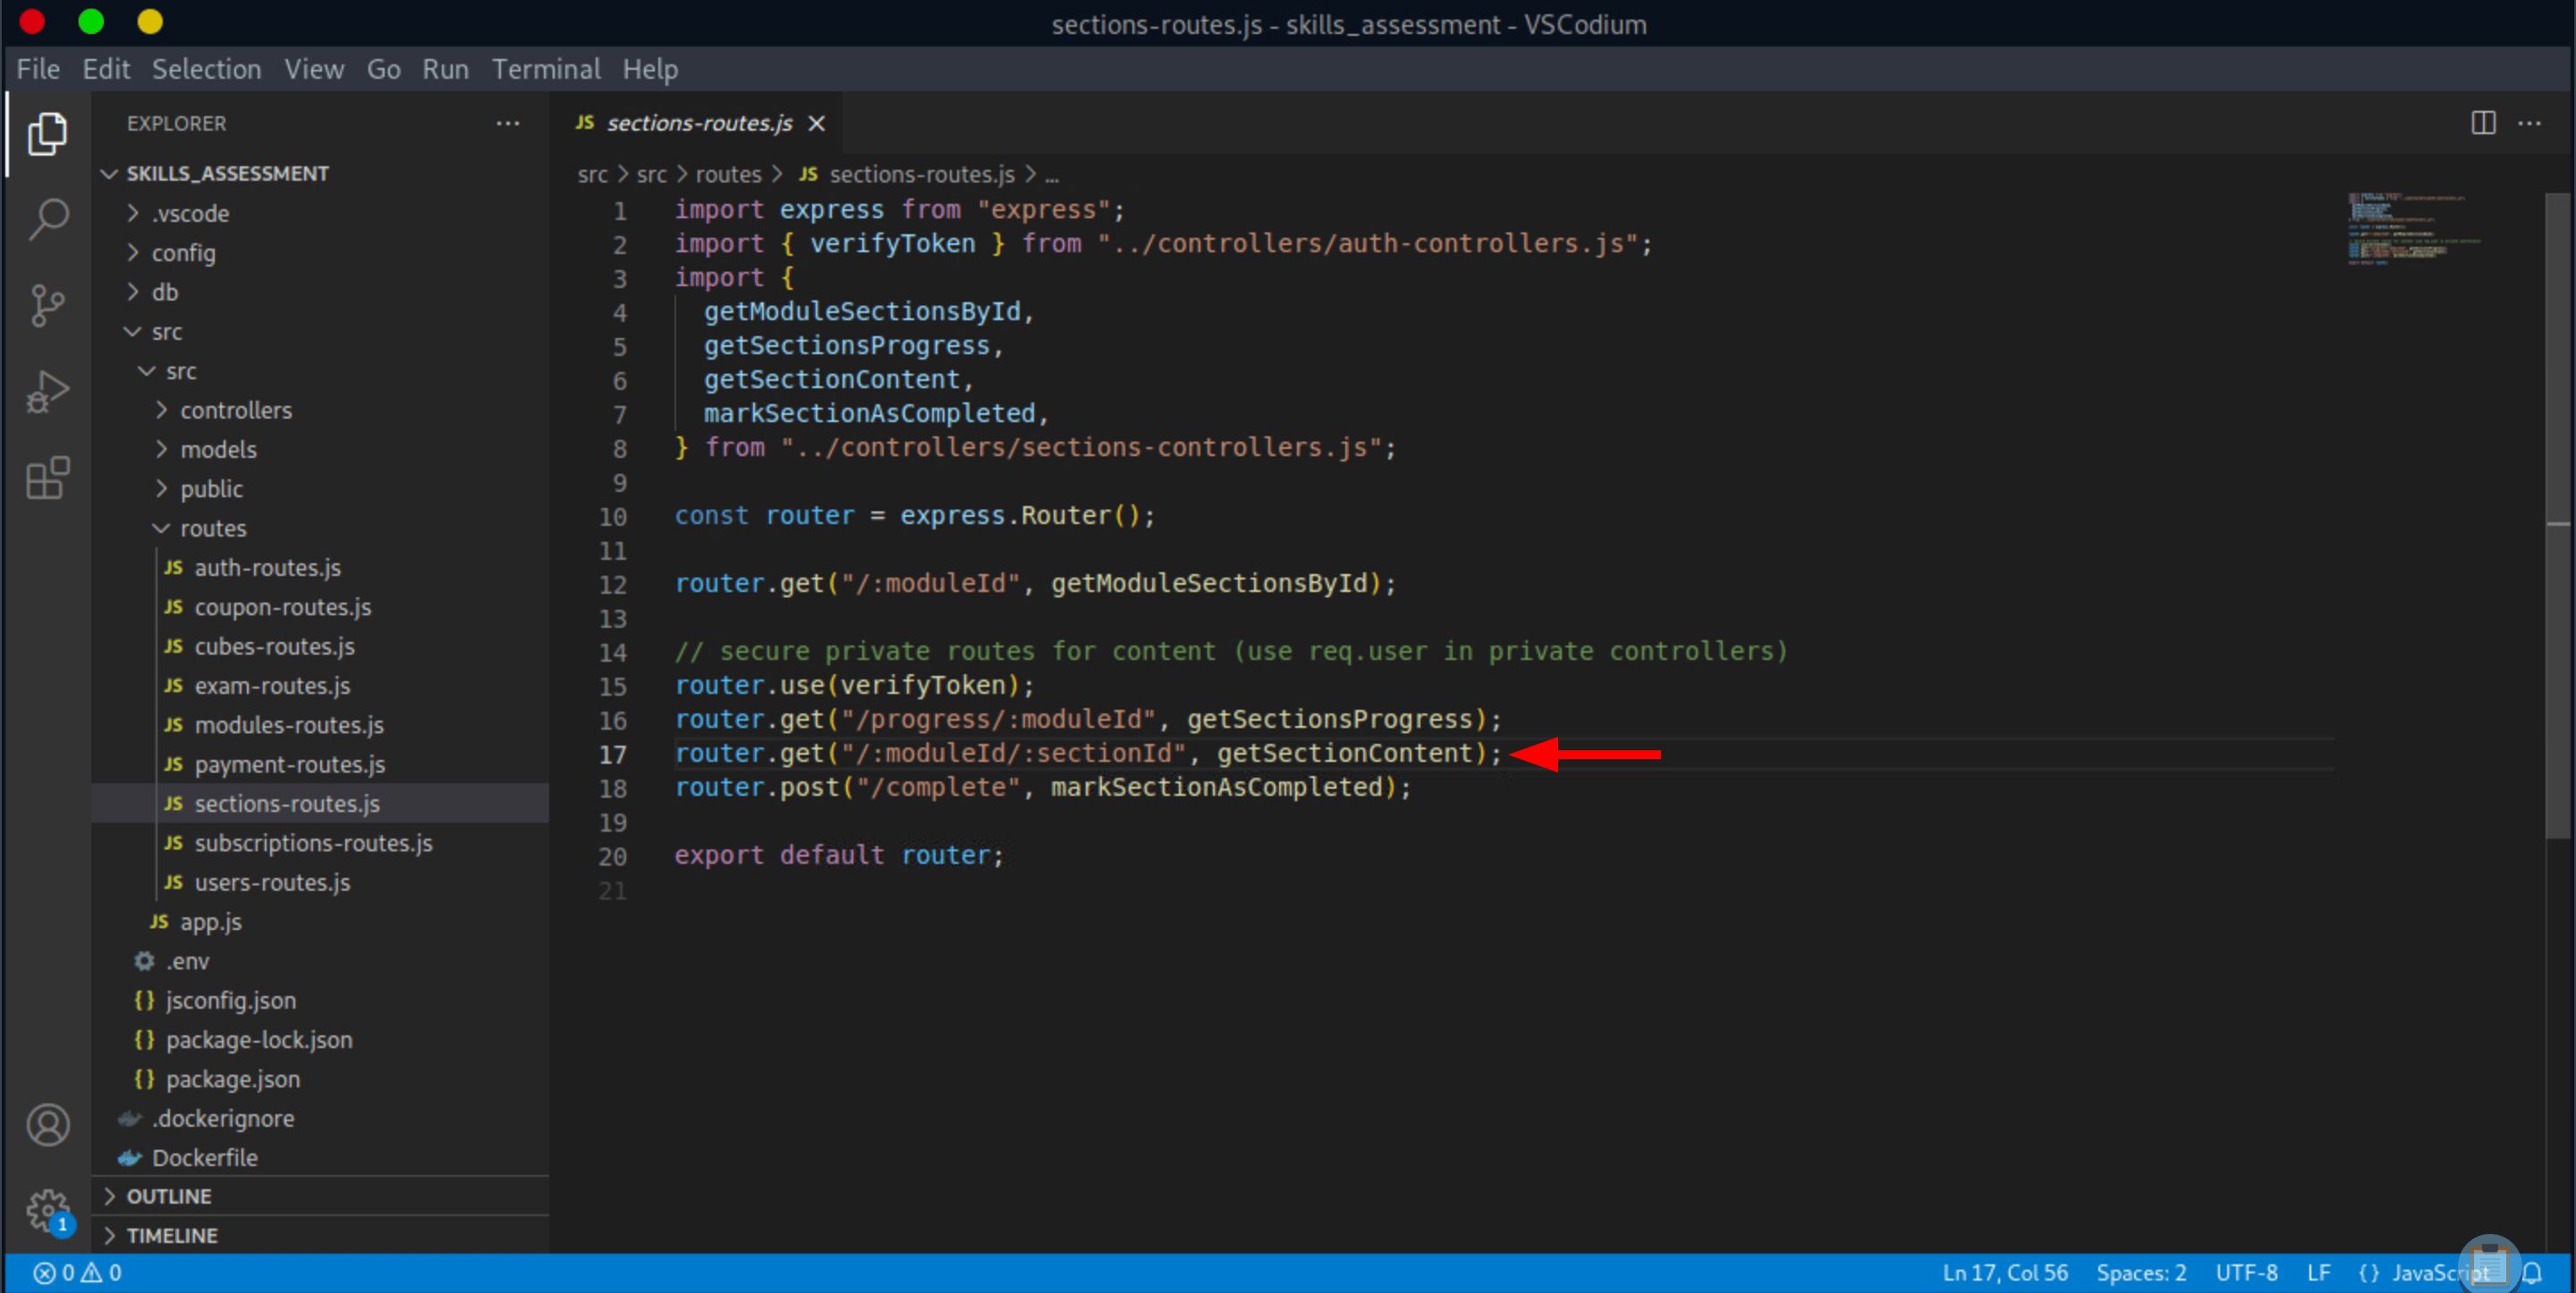 sections-routes.js - skills_assessment - VSCodium
File Edit Selection View Go Run Terminal Help
EXPLORER
SKILLS_ASSESSMENT
.vscode
config
db
src
src
controllers
models
public
routes
JS auth-routes.js
JS coupon-routes.js
JS cubes-routes.js
JS exam-routes.js
JS modules-routes.js
JS payment-routes.js
JS sections-routes.js
JS subscriptions-routes.js
JS users-routes.js
JS app.js
.env
{} jsconfig.json
{} package-lock.json
{} package.json
.dockerignore
Dockerfile
OUTLINE
TIMELINE
1
JS sections-routes.js
src > src > routes > JS sections-routes.js > ...
1 import express from "express";
2 import { verifyToken } from "../controllers/auth-controllers.js";
3 import {
4 getModuleSectionsById,
5 getSectionsProgress,
6 getSectionContent,
7 markSectionAsCompleted,
8 } from "../controllers/sections-controllers.js";
9
10 const router = express.Router();
11
12 router.get("/:moduleId", getModuleSectionsById);
13
14 // secure private routes for content (use req.user in private controllers)
15 router.use(verifyToken);
16 router.get("/progress/:moduleId", getSectionsProgress);
17 router.get("/:moduleId/:sectionId", getSectionContent);
18 router.post("/complete", markSectionAsCompleted);
19
20 export default router;
21
0 0
Ln 17, Col 56 Spaces: 2 UTF-8 LF {} JavaScript